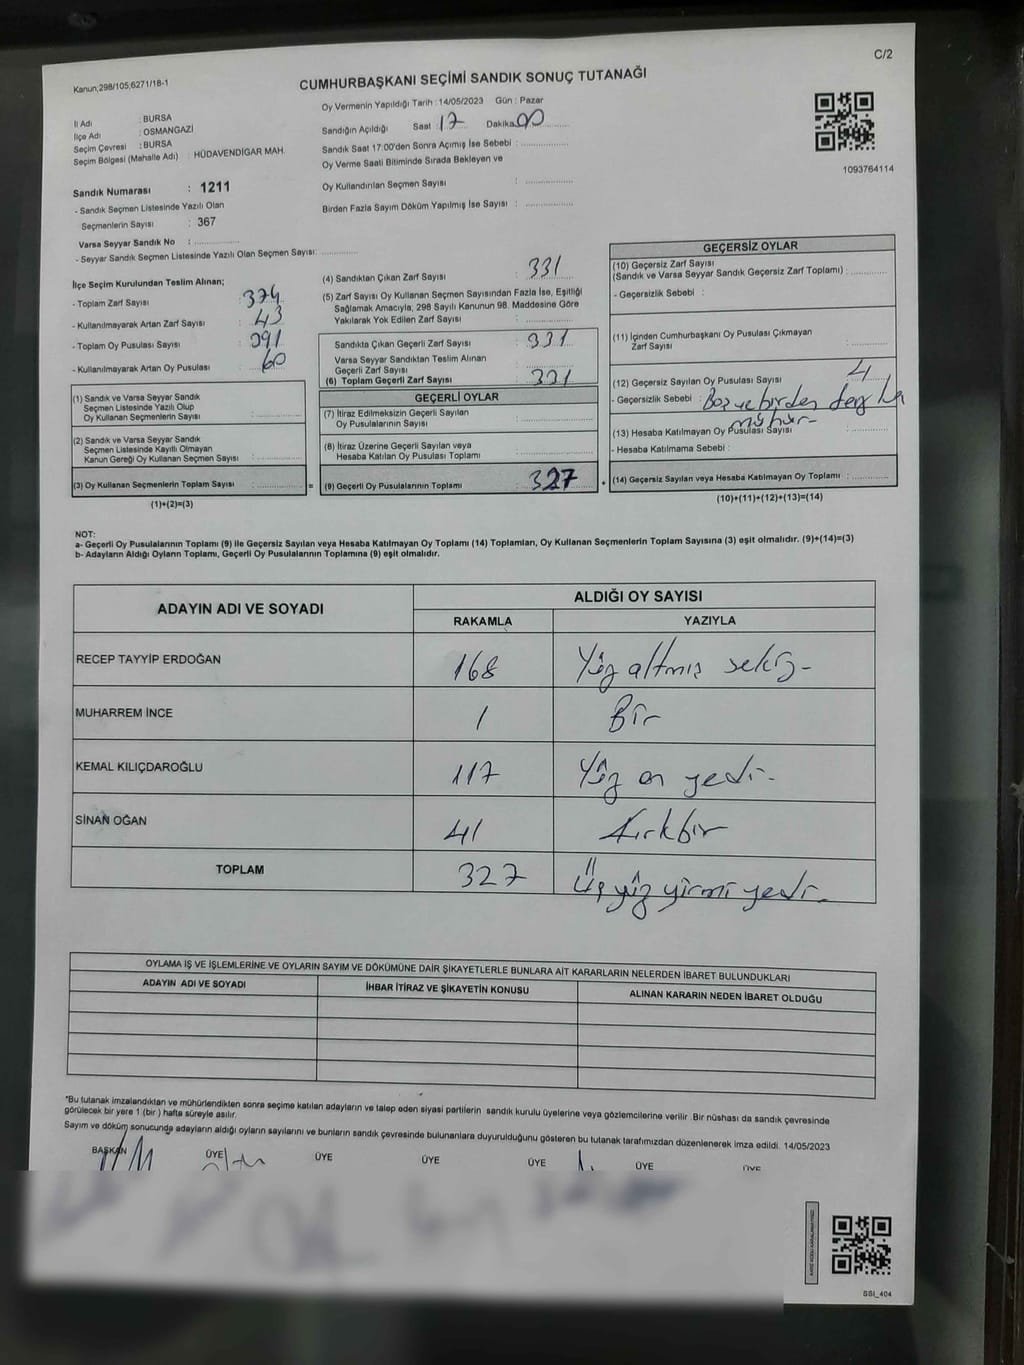 C/2
Kanun;298/105;6271/18-1
CUMHURBAŞKANI SEÇİMİ SANDIK SONUÇ TUTANAĞI
Oy Vermenin Yapıldığı Tarih : 14/05/2023 Gün : Pazar
İl Adı : BURSA
İlçe Adı : OSMANGAZİ
Seçim Çevresi : BURSA
Seçim Bölgesi (Mahalle Adı) : HÜDAVENDİGAR MAH.
Sandığın Açıldığı Saat 17 Dakika 00
Sandık Saat 17:00'den Sonra Açmış İse Sebebi :
Oy Verme Saati Bitiminde Sırada Bekleyen ve
Oy Kullandırılan Seçmen Sayısı :
Birden Fazla Sayım Döküm Yapılmış İse Sayısı :
1093764114
Sandık Numarası : 1211
- Sandık Seçmen Listesinde Yazılı Olan
Seçmenlerin Sayısı : 367
Varsa Seyyar Sandık No :
- Seyyar Sandık Seçmen Listesinde Yazılı Olan Seçmen Sayısı:
İlçe Seçim Kurulundan Teslim Alınan;
- Toplam Zarf Sayısı : 374
- Kullanılmayarak Artan Zarf Sayısı : 43
- Toplam Oy Pusulası Sayısı : 391
- Kullanılmayarak Artan Oy Pusulası : 60
(1) Sandık ve Varsa Seyyar Sandık
Seçmen Listesinde Yazılı Olup
Oy Kullanan Seçmenlerin Sayısı :
(2) Sandık ve Varsa Seyyar Sandık
Seçmen Listesinde Kayıtlı Olmayan
Kanun Gereği Oy Kullanan Seçmen Sayısı :
(3) Oy Kullanan Seçmenlerin Toplam Sayısı :
(1)+(2)=(3)
(4) Sandıktan Çıkan Zarf Sayısı : 331
(5) Zarf Sayısı Oy Kullanan Seçmen Sayısından Fazla İse, Eşitliği
Sağlamak Amacıyla, 298 Sayılı Kanunun 98. Maddesine Göre
Yakılarak Yok Edilen Zarf Sayısı :
Sandıkta Çıkan Geçerli Zarf Sayısı : 331
Varsa Seyyar Sandıktan Teslim Alınan
Geçerli Zarf Sayısı :
(6) Toplam Geçerli Zarf Sayısı : 331
GEÇERLİ OYLAR
(7) İtiraz Edilmeksizin Geçerli Sayılan
Oy Pusulalarının Sayısı :
(8) İtiraz Üzerine Geçerli Sayılan veya
Hesaba Katılan Oy Pusulası Toplamı :
= (9) Geçerli Oy Pusulalarının Toplamı : 327
GEÇERSİZ OYLAR
(10) Geçersiz Zarf Sayısı
(Sandık ve Varsa Seyyar Sandık Geçersiz Zarf Toplamı) :
- Geçersizlik Sebebi :
(11) İçinden Cumhurbaşkanı Oy Pusulası Çıkmayan
Zarf Sayısı :
(12) Geçersiz Sayılan Oy Pusulası Sayısı : 4
- Geçersizlik Sebebi : Boş ve birden fazla
mühür-
(13) Hesaba Katılmayan Oy Pusulası Sayısı :
- Hesaba Katılmama Sebebi :
(14) Geçersiz Sayılan veya Hesaba Katılmayan Oy Toplamı :
(10)+(11)+(12)+(13)=(14)
NOT:
a- Geçerli Oy Pusulalarının Toplamı (9) ile Geçersiz Sayılan veya Hesaba Katılmayan Oy Toplamı (14) Toplamları, Oy Kullanan Seçmenlerin Toplam Sayısına (3) eşit olmalıdır. (9)+(14)=(3)
b- Adayların Aldığı Oyların Toplamı, Geçerli Oy Pusulalarının Toplamına (9) eşit olmalıdır.
ADAYIN ADI VE SOYADI
ALDIĞI OY SAYISI
RAKAMLA YAZIYLA
RECEP TAYYİP ERDOĞAN 168 Yüz altmış sekiz-
MUHARREM İNCE 1 Bir
KEMAL KILIÇDAROĞLU 117 Yüz on yedi-
SİNAN OĞAN 41 Kırkbir
TOPLAM 327 Üç yüz yirmi yedi-
OYLAMA İŞ VE İŞLEMLERİNE VE OYLARIN SAYIM VE DÖKÜMÜNE DAİR ŞİKAYETLERLE BUNLARA AİT KARARLARIN NELERDEN İBARET BULUNDUKLARI
ADAYIN ADI VE SOYADI İHBAR İTİRAZ VE ŞİKAYETİN KONUSU ALINAN KARARIN NEDEN İBARET OLDUĞU
*Bu tutanak imzalandıktan ve mühürlendikten sonra seçime katılan adayların ve talep eden siyasi partilerin sandık kurulu üyelerine veya gözlemcilerine verilir. Bir nüshası da sandık çevresinde
görülecek bir yere 1 (bir ) hafta süreyle asılır.
Sayım ve döküm sonucunda adayların aldığı oyların sayılarını ve bunların sandık çevresinde bulunanlara duyurulduğunu gösteren bu tutanak tarafımızdan düzenlenerek imza edildi. 14/05/2023
BAŞKAN ÜYE ÜYE ÜYE ÜYE ÜYE ÜYE
SSI_404